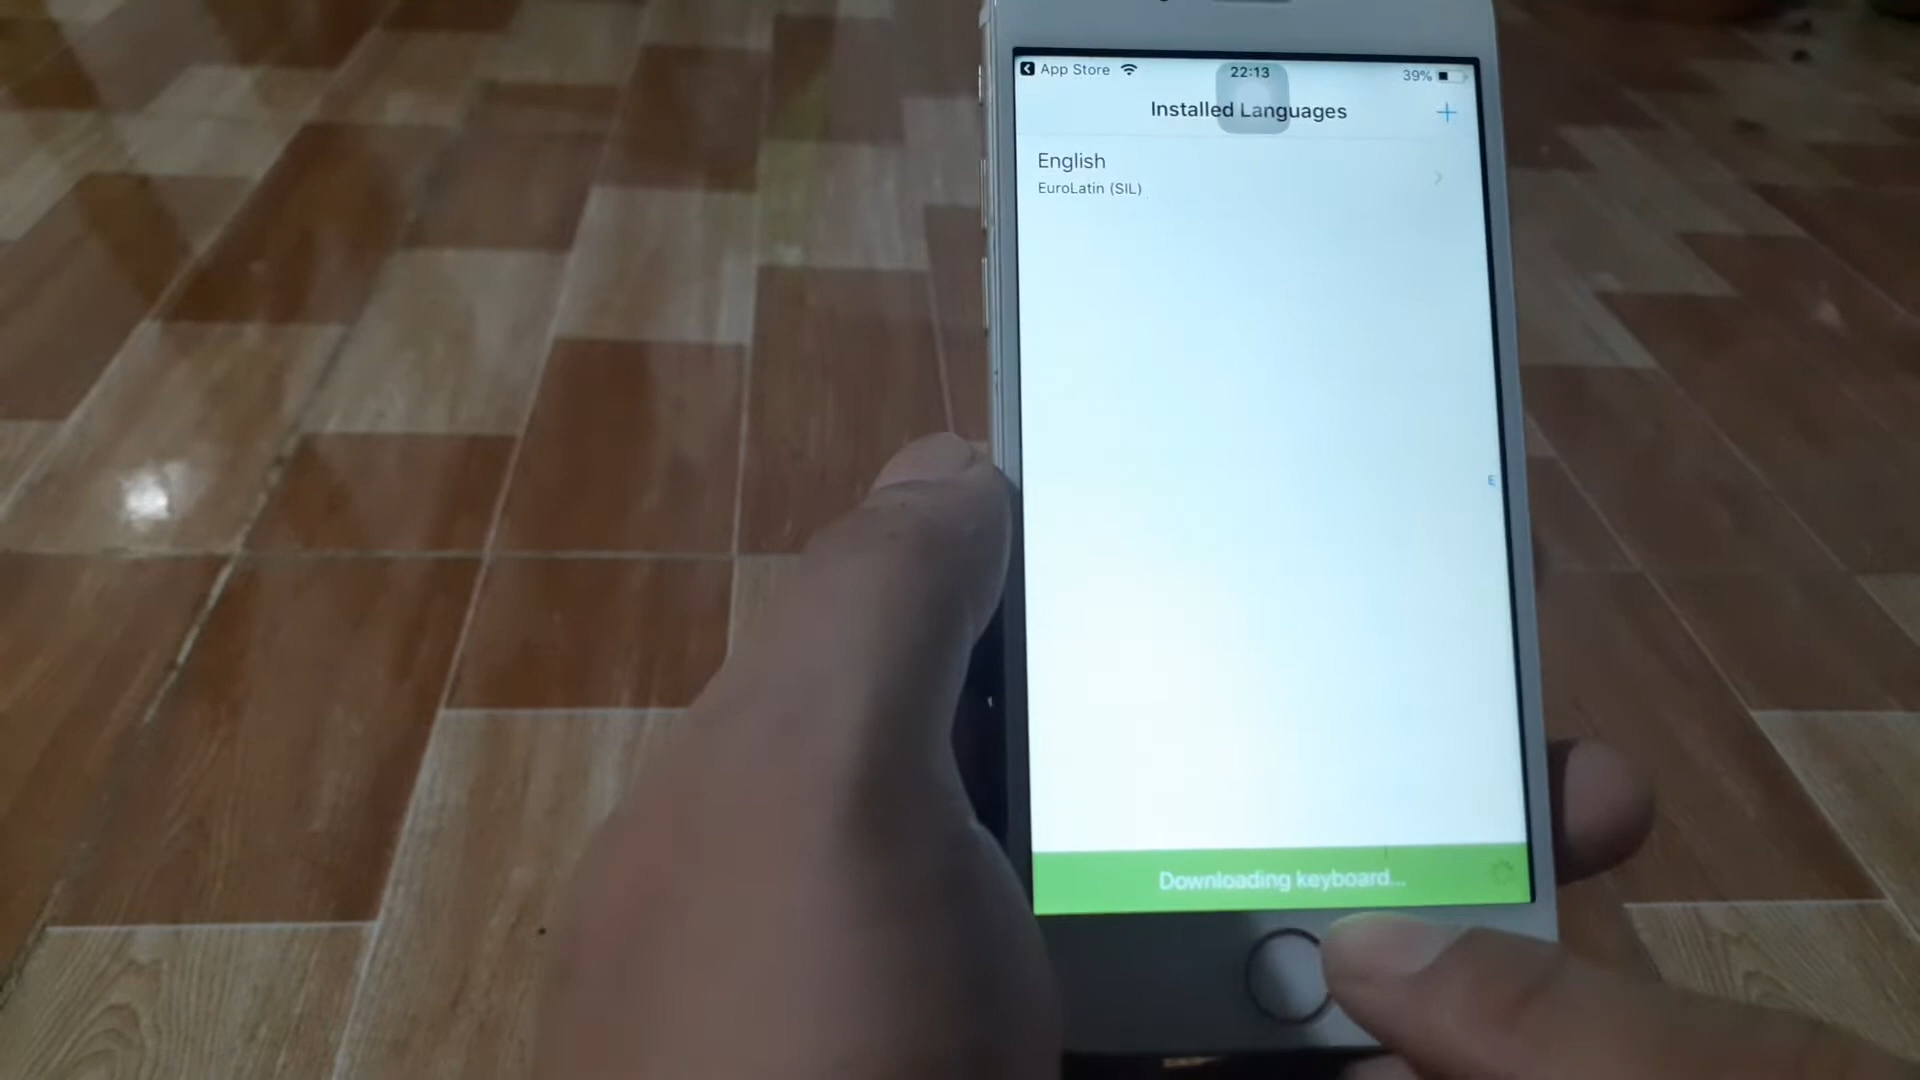 App Store
22:13
39%
Installed Languages
+
English
EuroLatin (SIL)
E
Downloading keyboard...